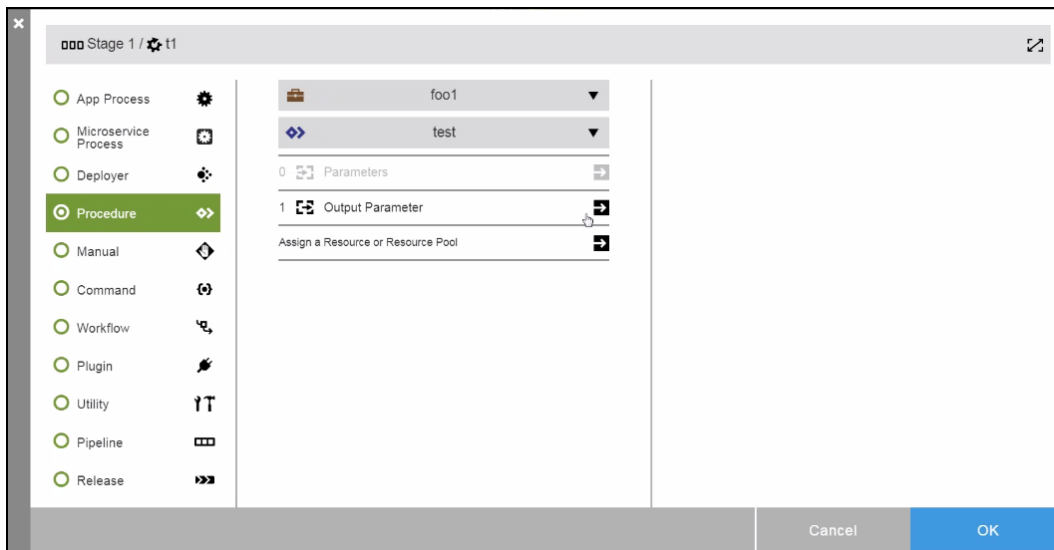 Stage 1 / t1
App Process
Microservice
Process
Deployer
Procedure
Manual
Command
Workflow
Plugin
Utility
Pipeline
Release
foo1
test
0 Parameters
1 Output Parameter
Assign a Resource or Resource Pool
Cancel
OK